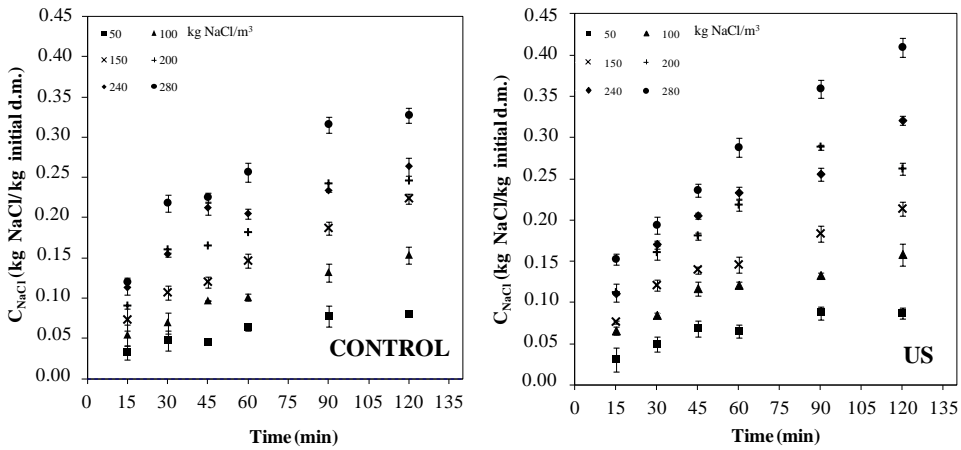 C_NaCl (kg NaCl/kg initial d.m.)
0.45
0.40
0.35
0.30
0.25
0.20
0.15
0.10
0.05
0.00
50 100 kg NaCl/m³
150 200
240 280
CONTROL
0 15 30 45 60 75 90 105 120 135
Time (min)
C_NaCl (kg NaCl/kg initial d.m.)
0.45
0.40
0.35
0.30
0.25
0.20
0.15
0.10
0.05
0.00
50 100 kg NaCl/m³
150 200
240 280
US
0 15 30 45 60 75 90 105 120 135
Time (min)